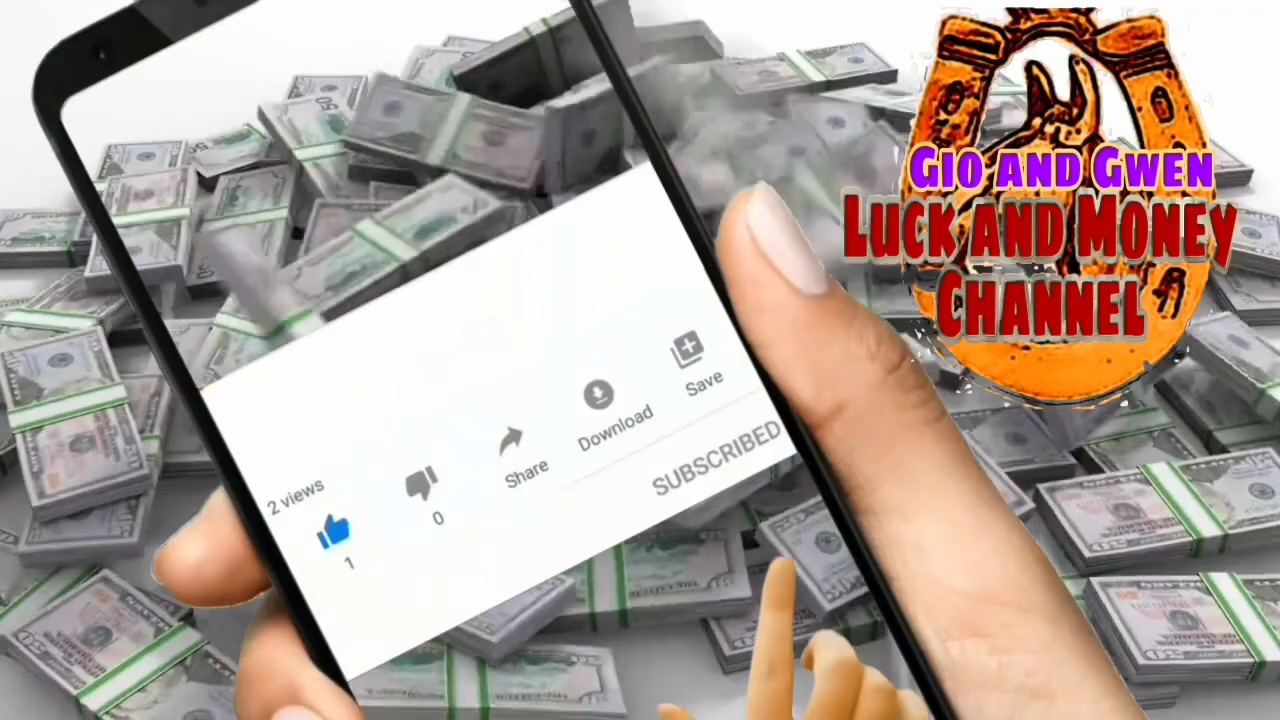 Gio and Gwen
Luck and Money
Channel
Save
Download
Share
SUBSCRIBED
2 views
0
1